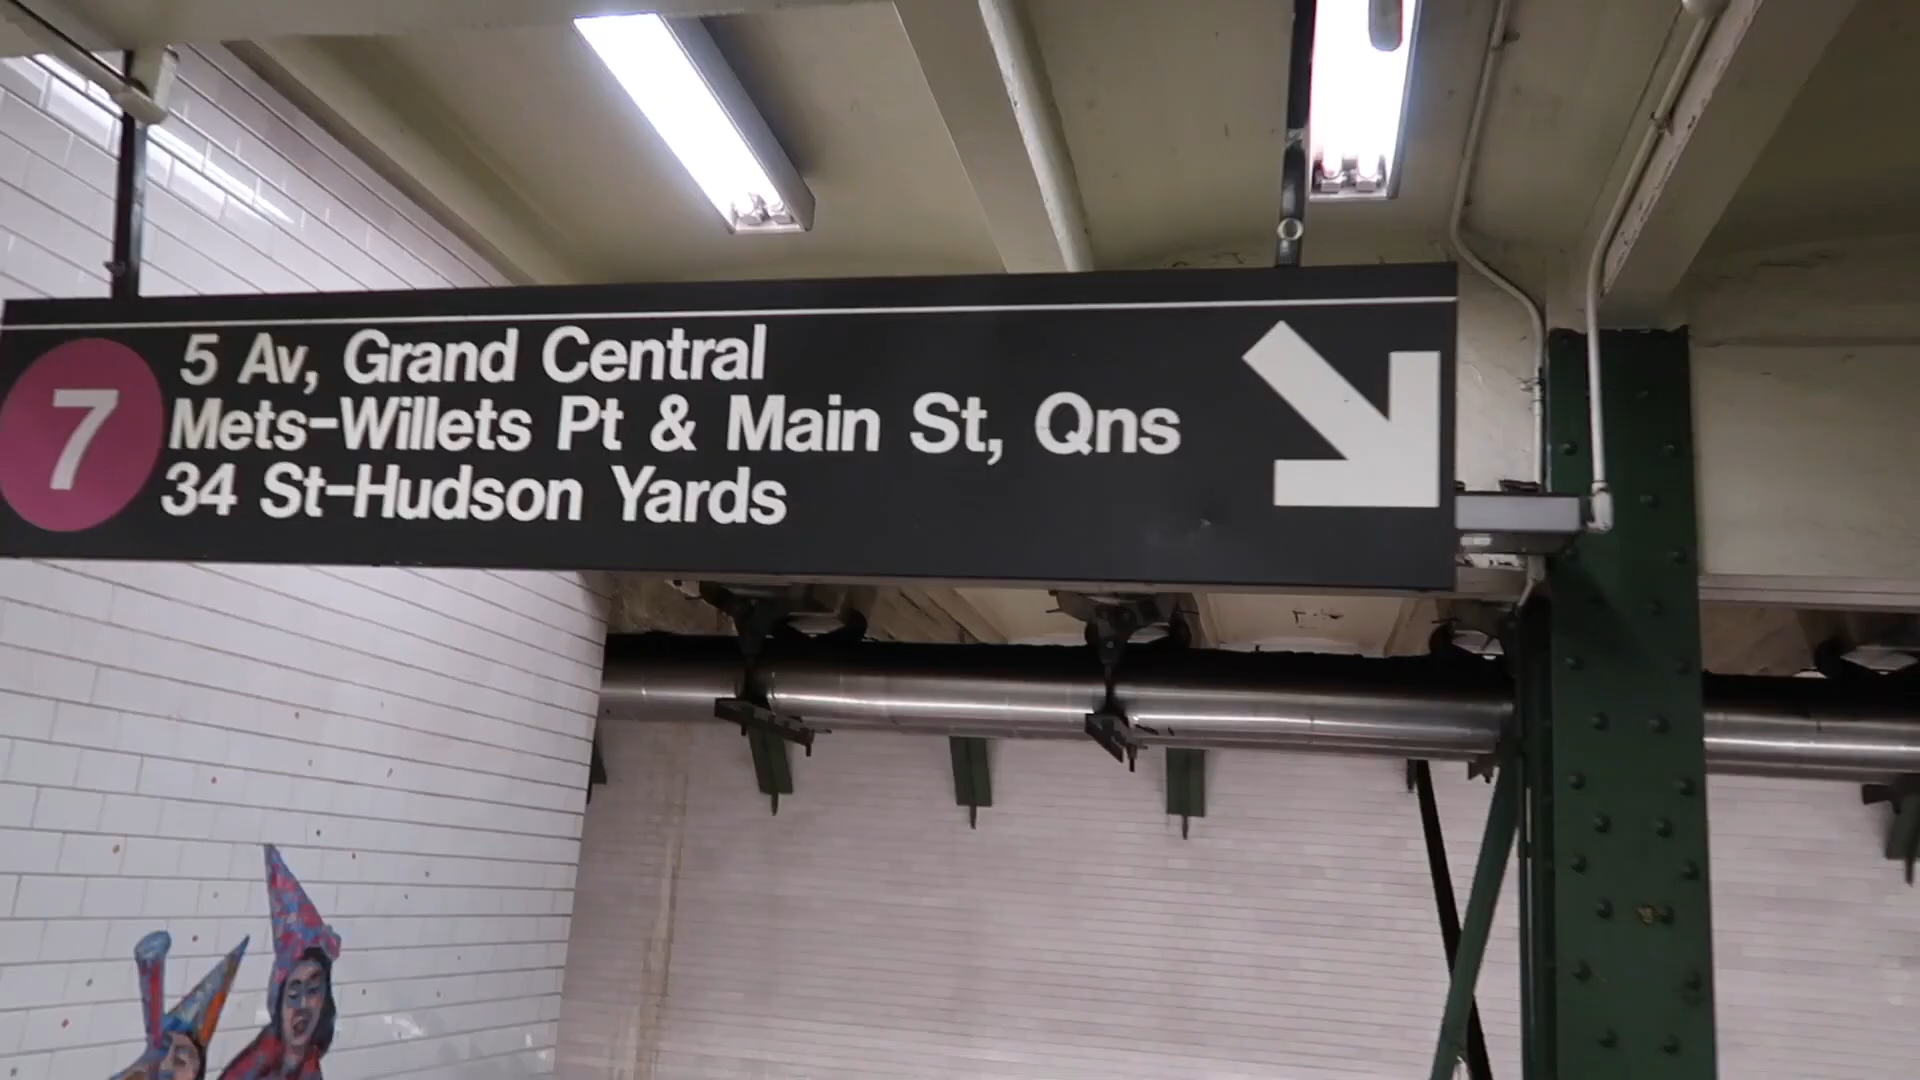 7
5 Av, Grand Central
Mets-Willets Pt & Main St, Qns
34 St-Hudson Yards